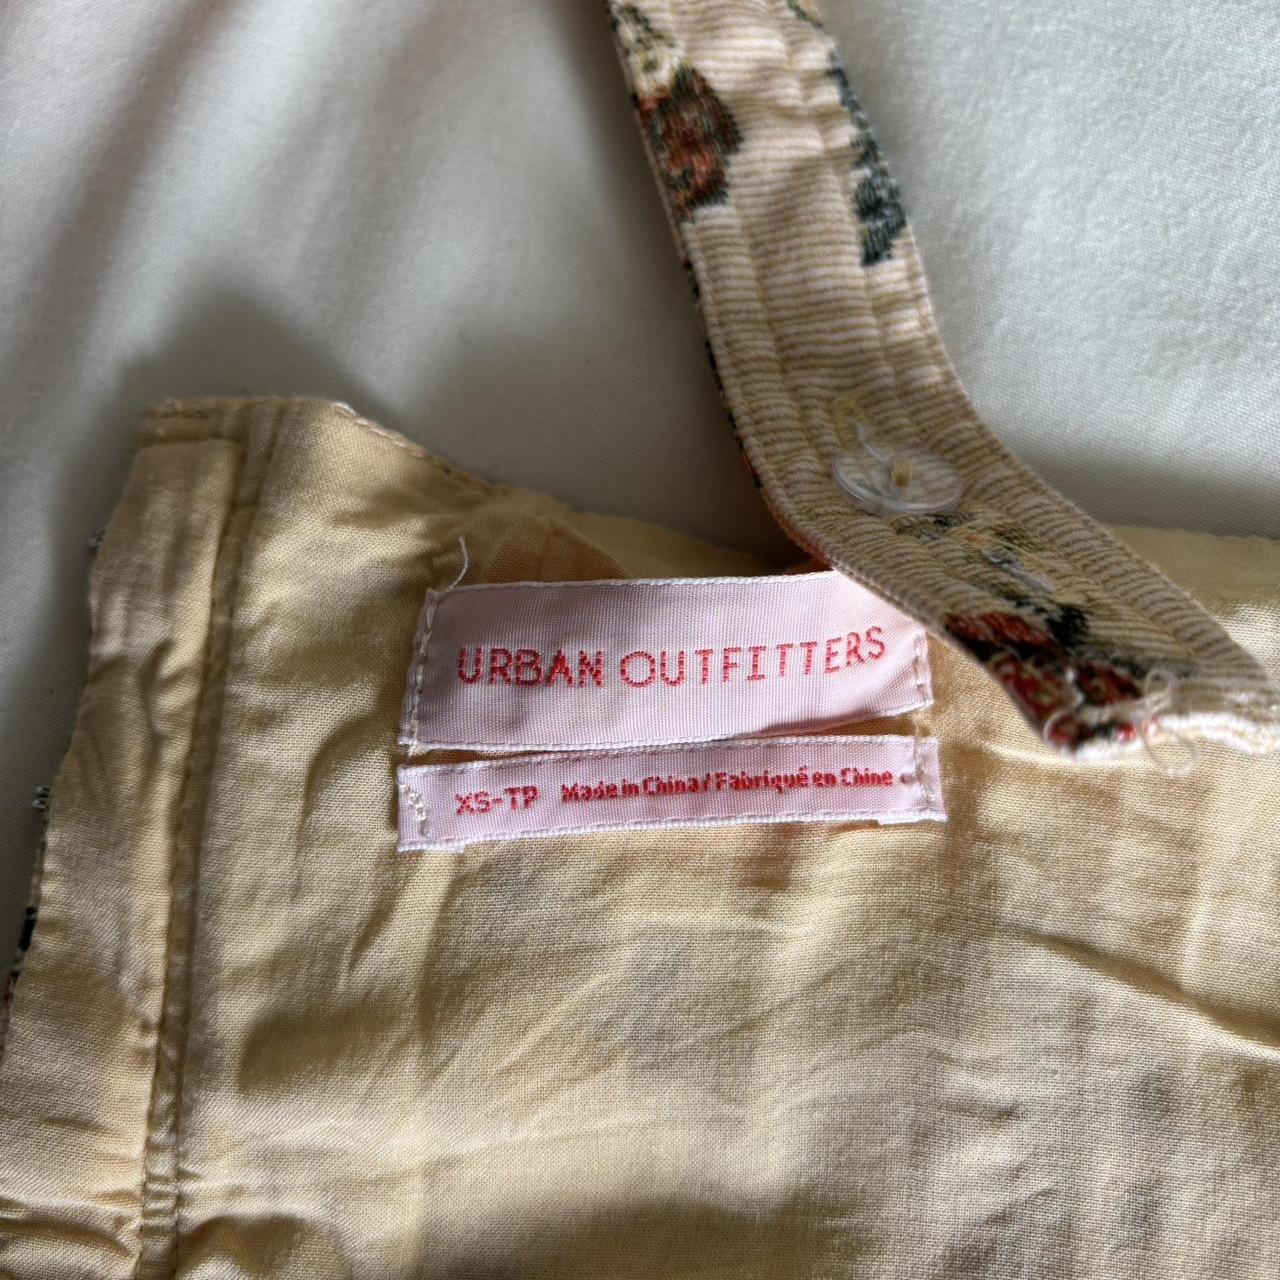 URBAN OUTFITTERS
XS-TP Made in China / Fabriqué en Chine